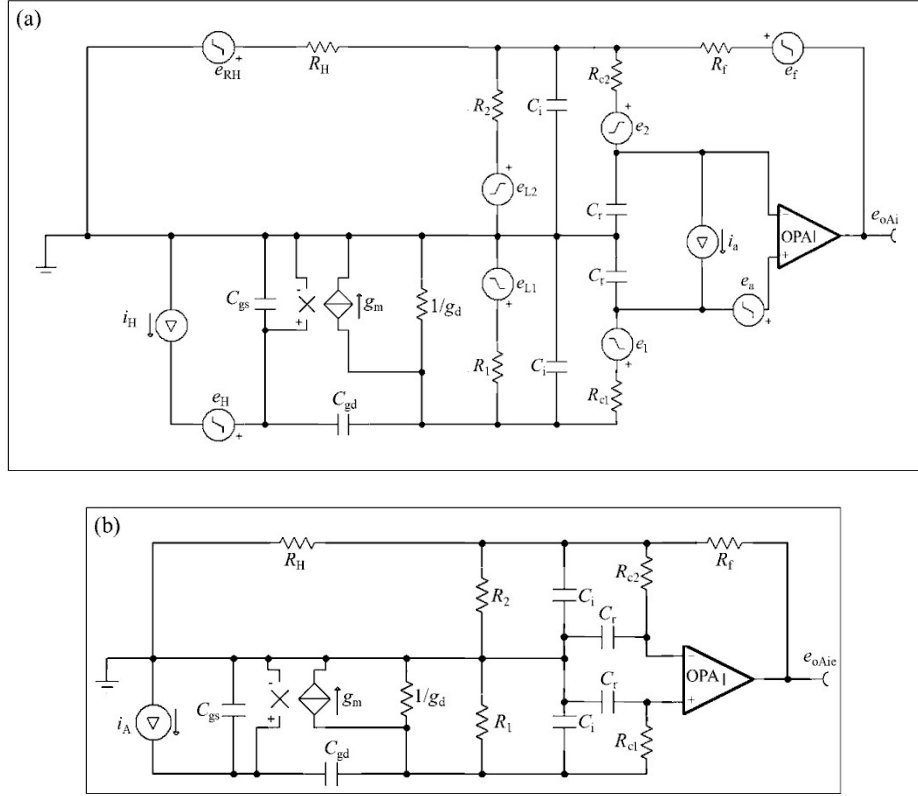 (a)
e_RH
R_H
R_2
C_i
R_c2
R_f
e_f
e_2
e_L2
C_r
i_a
OPA1
e_oAi
i_H
C_gs
g_m
1/g_d
e_L1
C_r
e_a
e_H
C_gd
R_1
C_i
e_1
R_c1
(b)
R_H
R_2
C_i
R_c2
R_f
C_r
OPA1
e_oAie
i_A
C_gs
g_m
1/g_d
R_1
C_r
C_i
C_gd
R_c1